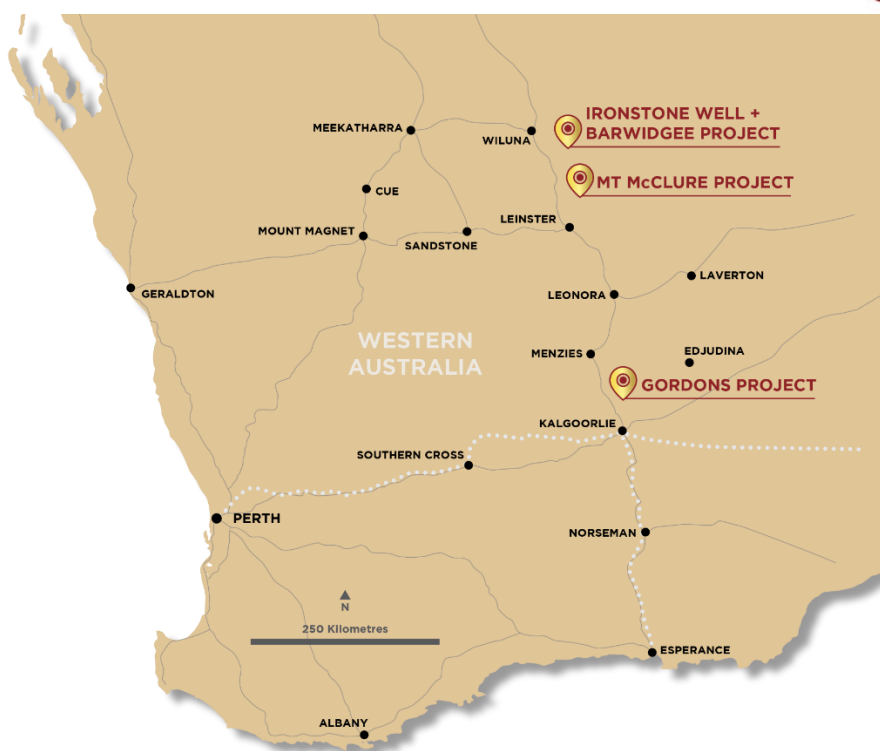 IRONSTONE WELL +
BARWIDGEE PROJECT
MEEKATHARRA
WILUNA
MT McCLURE PROJECT
CUE
LEINSTER
MOUNT MAGNET
SANDSTONE
LAVERTON
GERALDTON
LEONORA
WESTERN
AUSTRALIA
MENZIES
EDJUDINA
GORDONS PROJECT
KALGOORLIE
SOUTHERN CROSS
PERTH
NORSEMAN
N
250 Kilometres
ESPERANCE
ALBANY